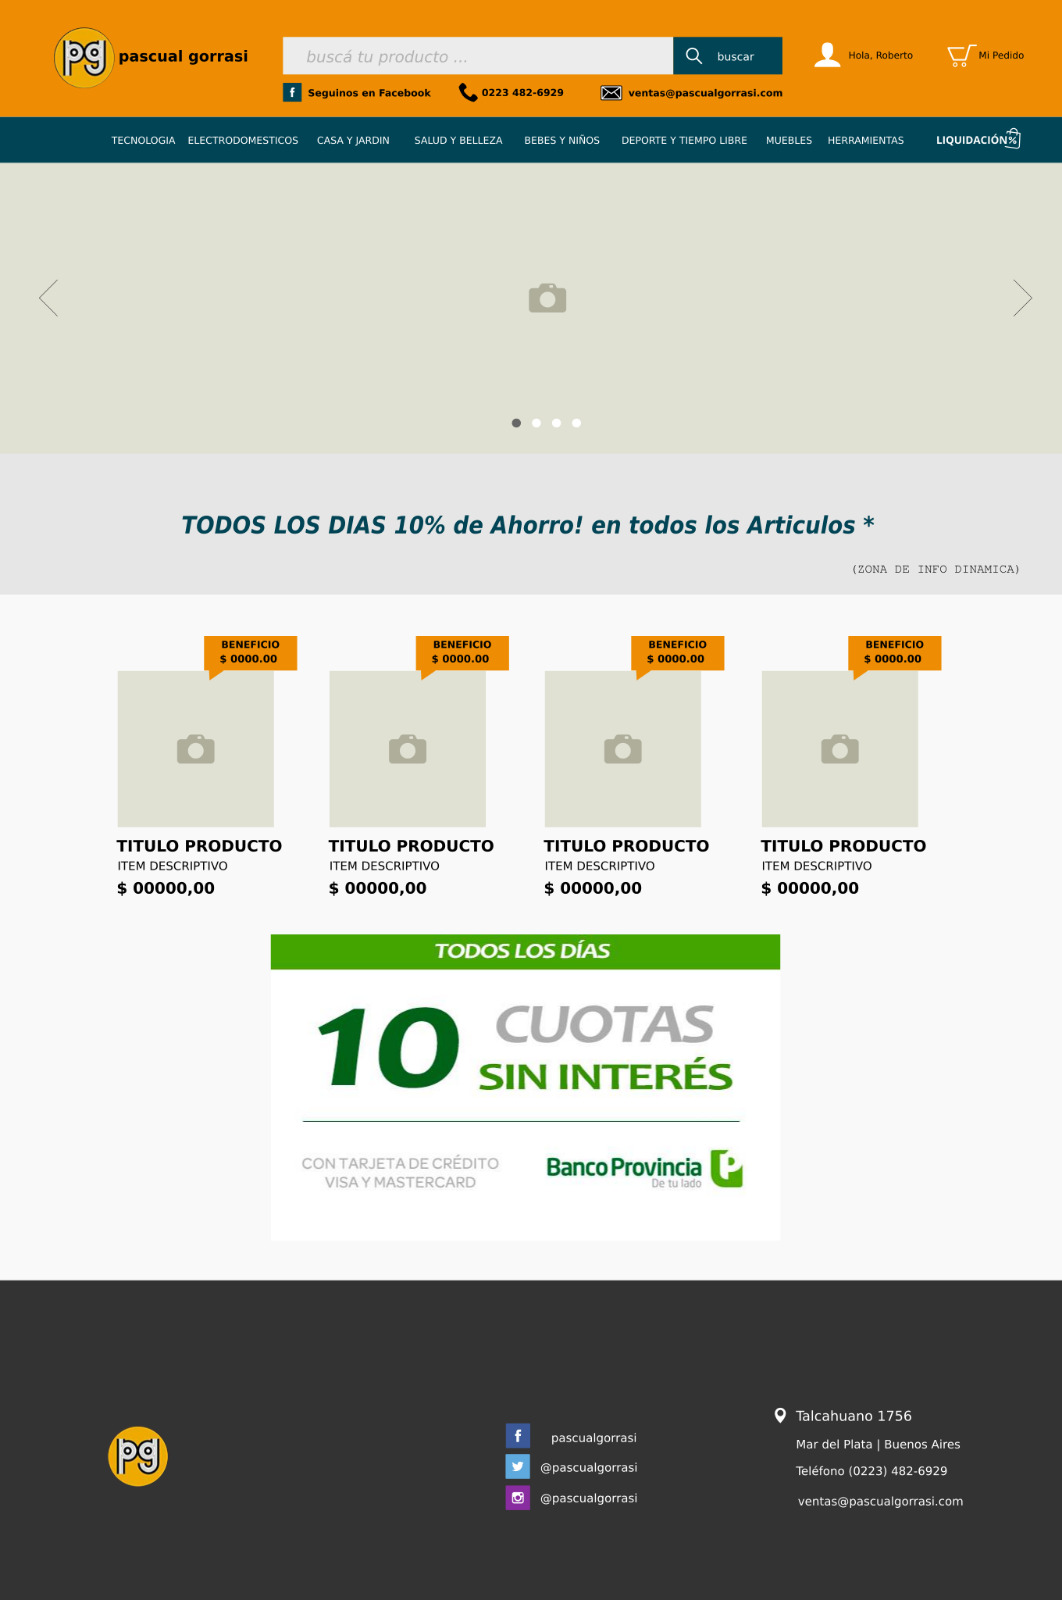 pg pascual gorrasi
buscá tu producto ...
buscar
Hola, Roberto
Mi Pedido
f Seguinos en Facebook
0223 482-6929
ventas@pascualgorrasi.com
TECNOLOGIA ELECTRODOMESTICOS CASA Y JARDIN SALUD Y BELLEZA BEBES Y NIÑOS DEPORTE Y TIEMPO LIBRE MUEBLES HERRAMIENTAS LIQUIDACIÓN%
TODOS LOS DIAS 10% de Ahorro! en todos los Articulos *
(ZONA DE INFO DINAMICA)
BENEFICIO
$ 0000.00
TITULO PRODUCTO
ITEM DESCRIPTIVO
$ 00000,00
BENEFICIO
$ 0000.00
TITULO PRODUCTO
ITEM DESCRIPTIVO
$ 00000,00
BENEFICIO
$ 0000.00
TITULO PRODUCTO
ITEM DESCRIPTIVO
$ 00000,00
BENEFICIO
$ 0000.00
TITULO PRODUCTO
ITEM DESCRIPTIVO
$ 00000,00
TODOS LOS DÍAS
10 CUOTAS
SIN INTERÉS
CON TARJETA DE CRÉDITO
VISA Y MASTERCARD
Banco Provincia
De tu lado
pg
f pascualgorrasi
@pascualgorrasi
@pascualgorrasi
Talcahuano 1756
Mar del Plata | Buenos Aires
Teléfono (0223) 482-6929
ventas@pascualgorrasi.com